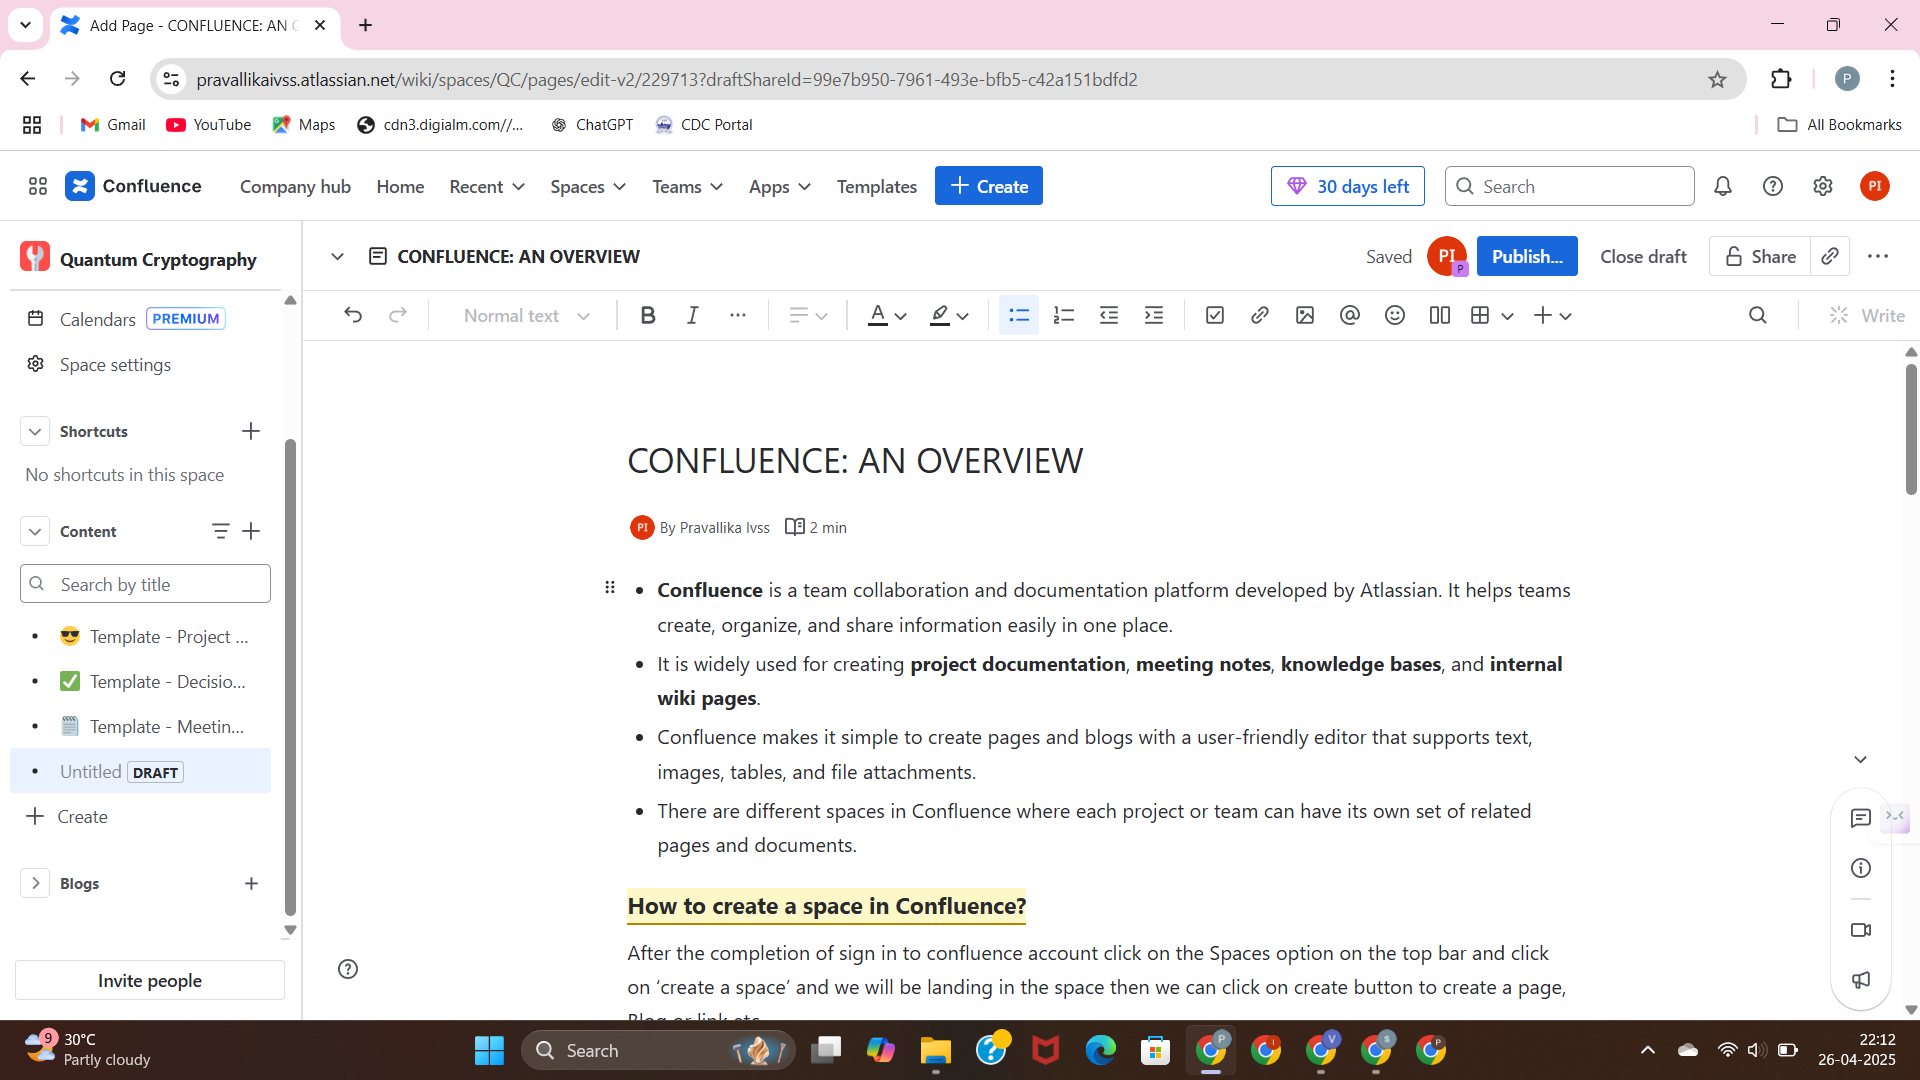 Add Page - CONFLUENCE: AN
pravallikaivss.atlassian.net/wiki/spaces/QC/pages/edit-v2/229713?draftShareId=99e7b950-7961-493e-bfb5-c42a151bdfd2
P
Gmail YouTube Maps cdn3.digialm.com//... ChatGPT CDC Portal All Bookmarks
Confluence Company hub Home Recent Spaces Teams Apps Templates + Create 30 days left Search PI
Quantum Cryptography
CONFLUENCE: AN OVERVIEW Saved PI P Publish... Close draft Share
Calendars PREMIUM
Normal text B I ... A @ Write
Space settings
Shortcuts
No shortcuts in this space
Content
Search by title
Template - Project ...
Template - Decisio...
Template - Meetin...
Untitled DRAFT
Create
Blogs
Invite people
CONFLUENCE: AN OVERVIEW
PI By Pravallika Ivss 2 min
• Confluence is a team collaboration and documentation platform developed by Atlassian. It helps teams
create, organize, and share information easily in one place.
• It is widely used for creating project documentation, meeting notes, knowledge bases, and internal
wiki pages.
• Confluence makes it simple to create pages and blogs with a user-friendly editor that supports text,
images, tables, and file attachments.
• There are different spaces in Confluence where each project or team can have its own set of related
pages and documents.
How to create a space in Confluence?
After the completion of sign in to confluence account click on the Spaces option on the top bar and click
on ‘create a space’ and we will be landing in the space then we can click on create button to create a page,
Blog or link etc
9 30°C
Partly cloudy
Search
P I V S P
22:12
26-04-2025